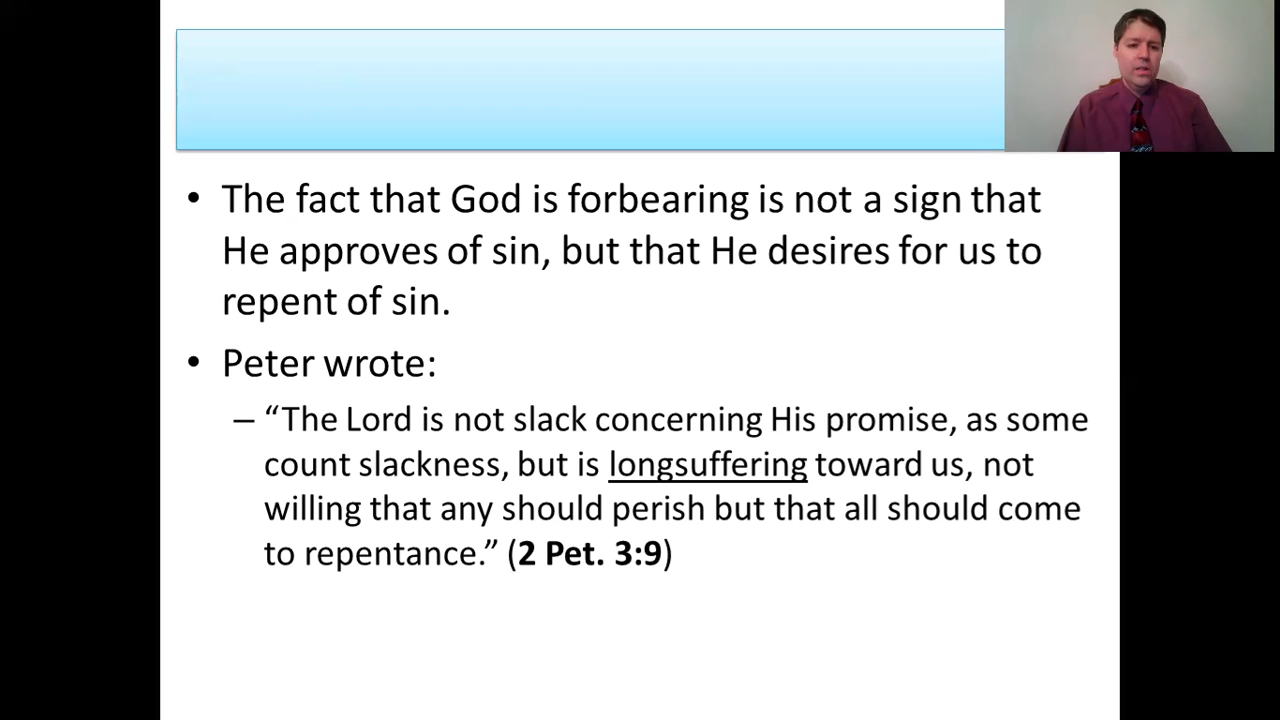 • The fact that God is forbearing is not a sign that
He approves of sin, but that He desires for us to
repent of sin.
• Peter wrote:
– “The Lord is not slack concerning His promise, as some
count slackness, but is longsuffering toward us, not
willing that any should perish but that all should come
to repentance.” (2 Pet. 3:9)